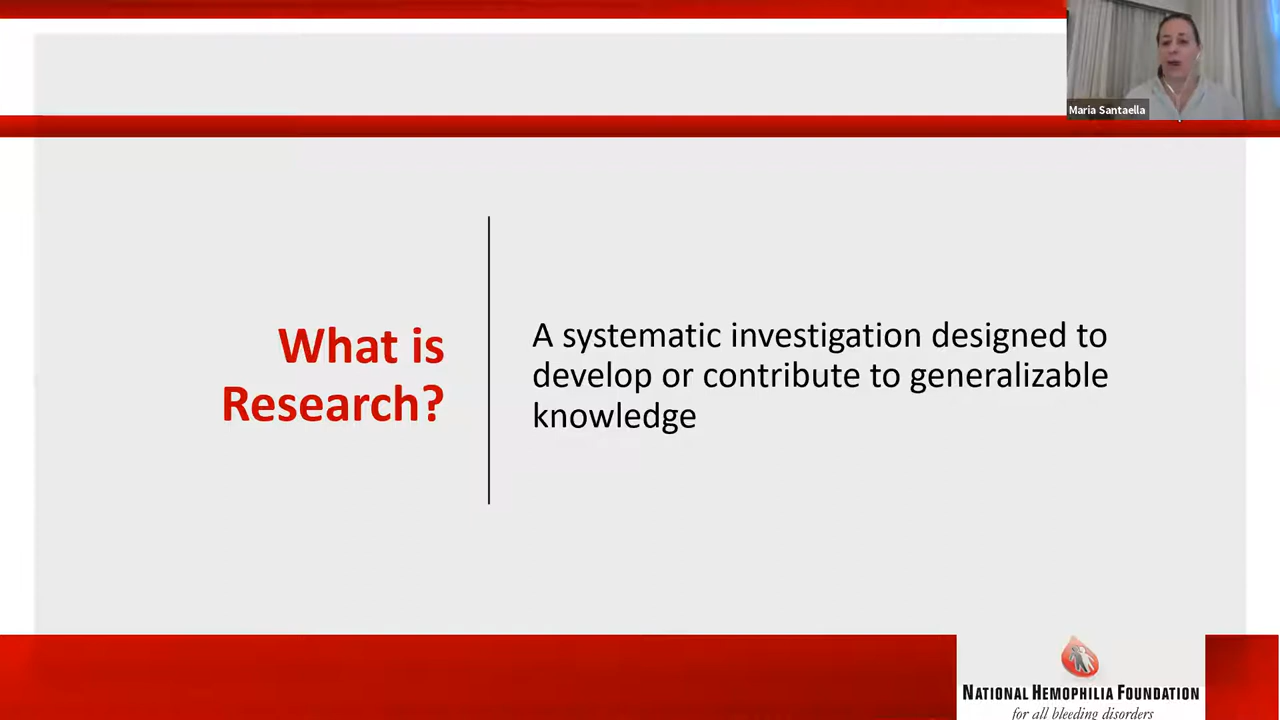 Maria Santaella
What is
Research?
A systematic investigation designed to
develop or contribute to generalizable
knowledge
NATIONAL HEMOPHILIA FOUNDATION
for all bleeding disorders